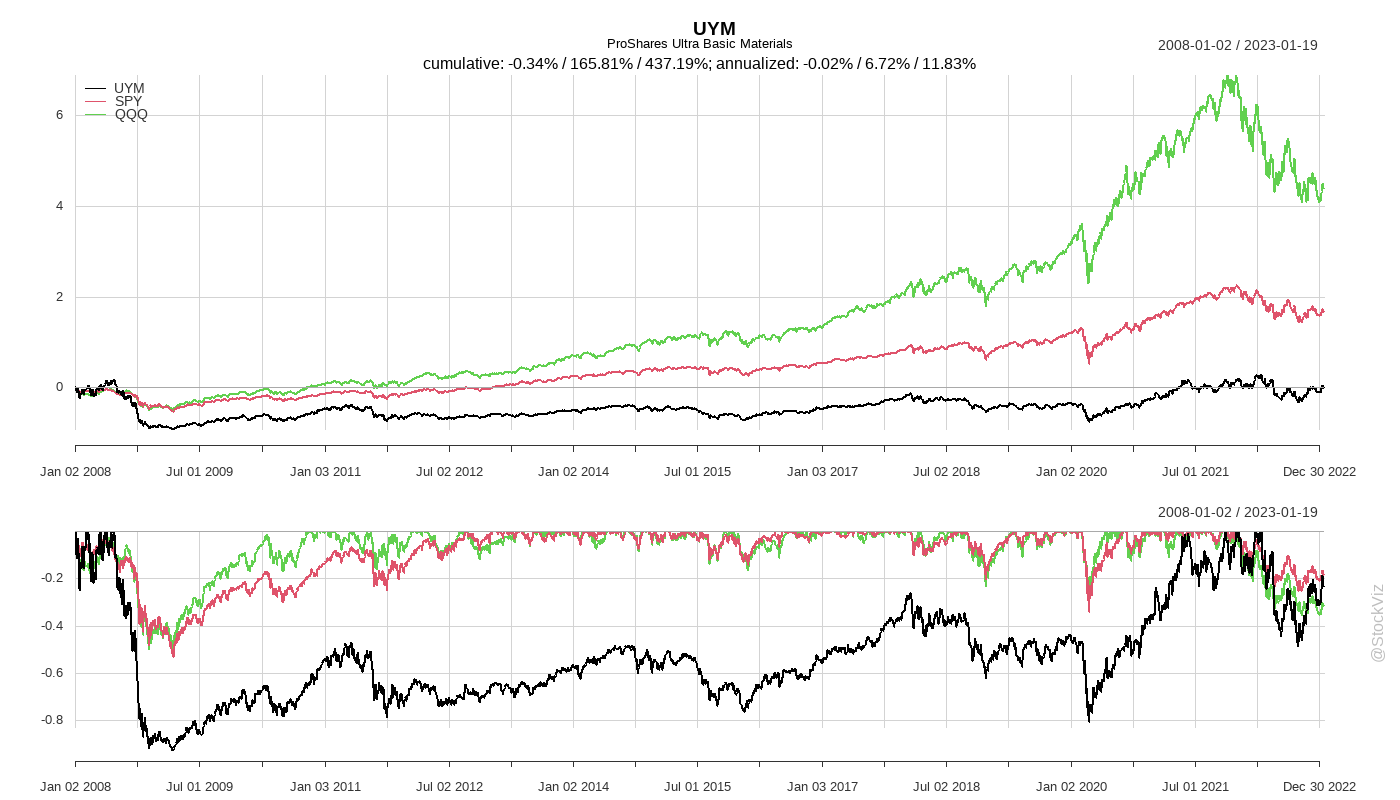 UYM
ProShares Ultra Basic Materials
2008-01-02 / 2023-01-19
cumulative: -0.34% / 165.81% / 437.19%; annualized: -0.02% / 6.72% / 11.83%
UYM
SPY
QQQ
6
4
2
0
Jan 02 2008 Jul 01 2009 Jan 03 2011 Jul 02 2012 Jan 02 2014 Jul 01 2015 Jan 03 2017 Jul 02 2018 Jan 02 2020 Jul 01 2021 Dec 30 2022
2008-01-02 / 2023-01-19
-0.2
-0.4
-0.6
-0.8
Jan 02 2008 Jul 01 2009 Jan 03 2011 Jul 02 2012 Jan 02 2014 Jul 01 2015 Jan 03 2017 Jul 02 2018 Jan 02 2020 Jul 01 2021 Dec 30 2022
@StockViz